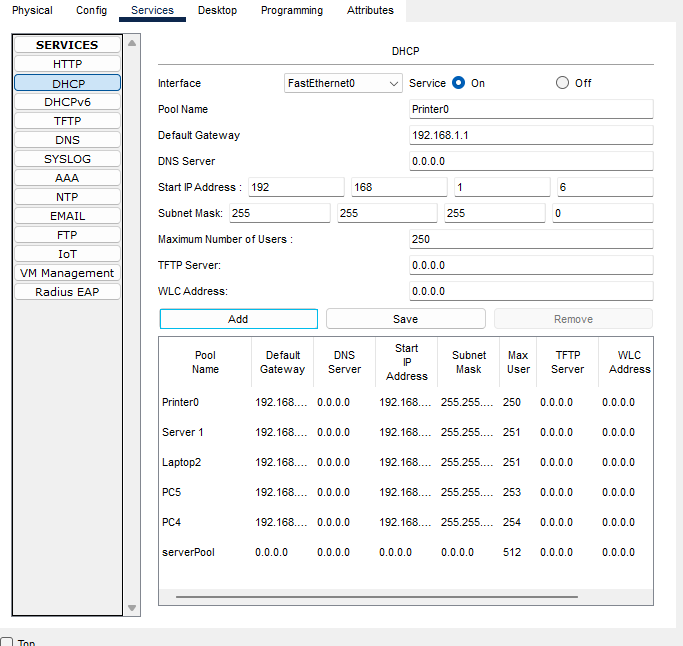 Physical Config Services Desktop Programming Attributes
SERVICES
HTTP
DHCP
DHCPv6
TFTP
DNS
SYSLOG
AAA
NTP
EMAIL
FTP
IoT
VM Management
Radius EAP
DHCP
Interface FastEthernet0 Service On Off
Pool Name Printer0
Default Gateway 192.168.1.1
DNS Server 0.0.0.0
Start IP Address : 192 168 1 6
Subnet Mask: 255 255 255 0
Maximum Number of Users : 250
TFTP Server: 0.0.0.0
WLC Address: 0.0.0.0
Add Save Remove
Pool Name Default Gateway DNS Server Start IP Address Subnet Mask Max User TFTP Server WLC Address
Printer0 192.168.... 0.0.0.0 192.168.... 255.255.... 250 0.0.0.0 0.0.0.0
Server 1 192.168.... 0.0.0.0 192.168.... 255.255.... 251 0.0.0.0 0.0.0.0
Laptop2 192.168.... 0.0.0.0 192.168.... 255.255.... 251 0.0.0.0 0.0.0.0
PC5 192.168.... 0.0.0.0 192.168.... 255.255.... 253 0.0.0.0 0.0.0.0
PC4 192.168.... 0.0.0.0 192.168.... 255.255.... 254 0.0.0.0 0.0.0.0
serverPool 0.0.0.0 0.0.0.0 0.0.0.0 0.0.0.0 512 0.0.0.0 0.0.0.0
Top